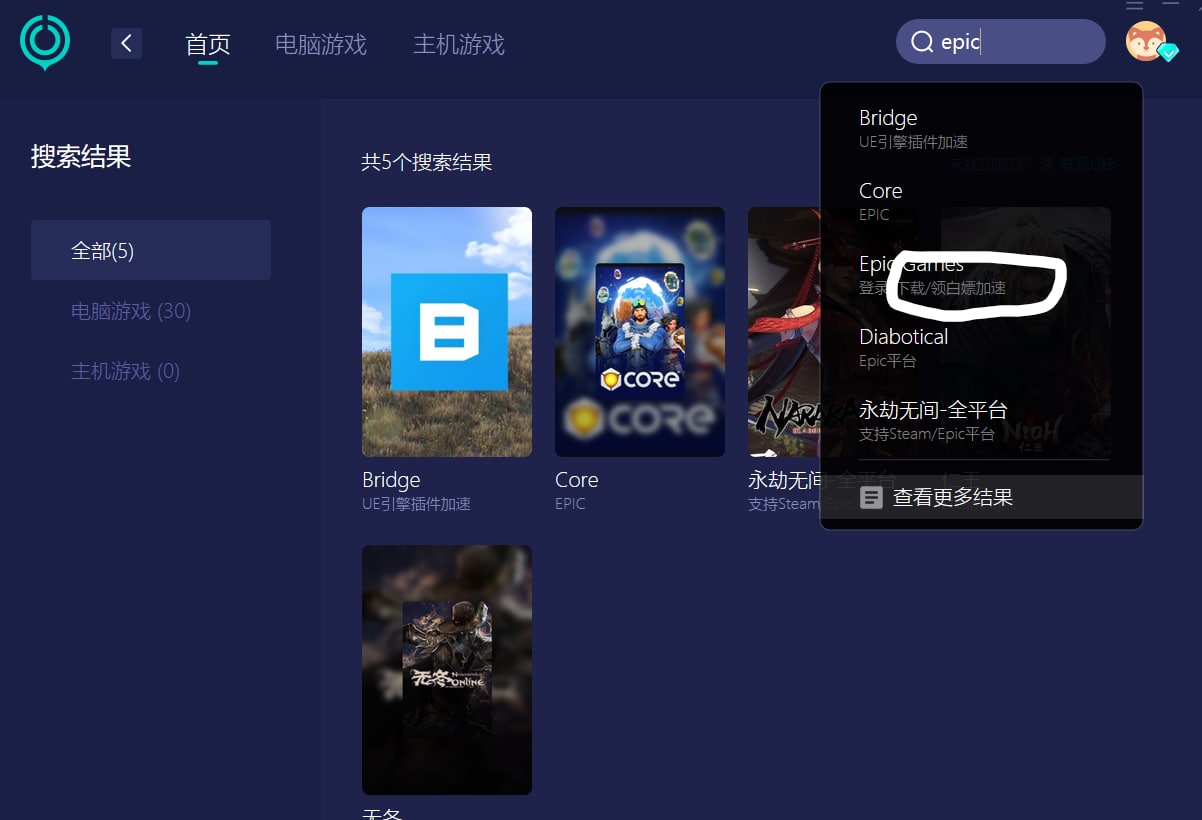 首页
电脑游戏
主机游戏
epic
搜索结果
全部(5)
电脑游戏 (30)
主机游戏 (0)
共5个搜索结果
未找到游戏? 请 联系UU
Bridge
UE引擎插件加速
Core
EPIC
Epic Games
登录/下载/领白嫖加速
Diabotical
Epic平台
永劫无间-全平台
支持Steam/Epic平台
查看更多结果
B
CORE
CORE
NARAKA
NIOH
仁王
Bridge
UE引擎插件加速
Core
EPIC
永劫无间-全平台
支持Steam/Epic
仁王
无冬
ONLINE
无冬